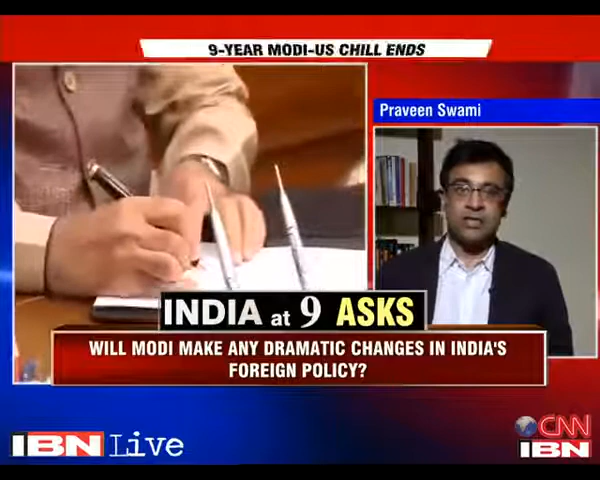 9-YEAR MODI-US CHILL ENDS
Praveen Swami
INDIA at 9 ASKS
WILL MODI MAKE ANY DRAMATIC CHANGES IN INDIA'S
FOREIGN POLICY?
IBN Live
CNN
IBN